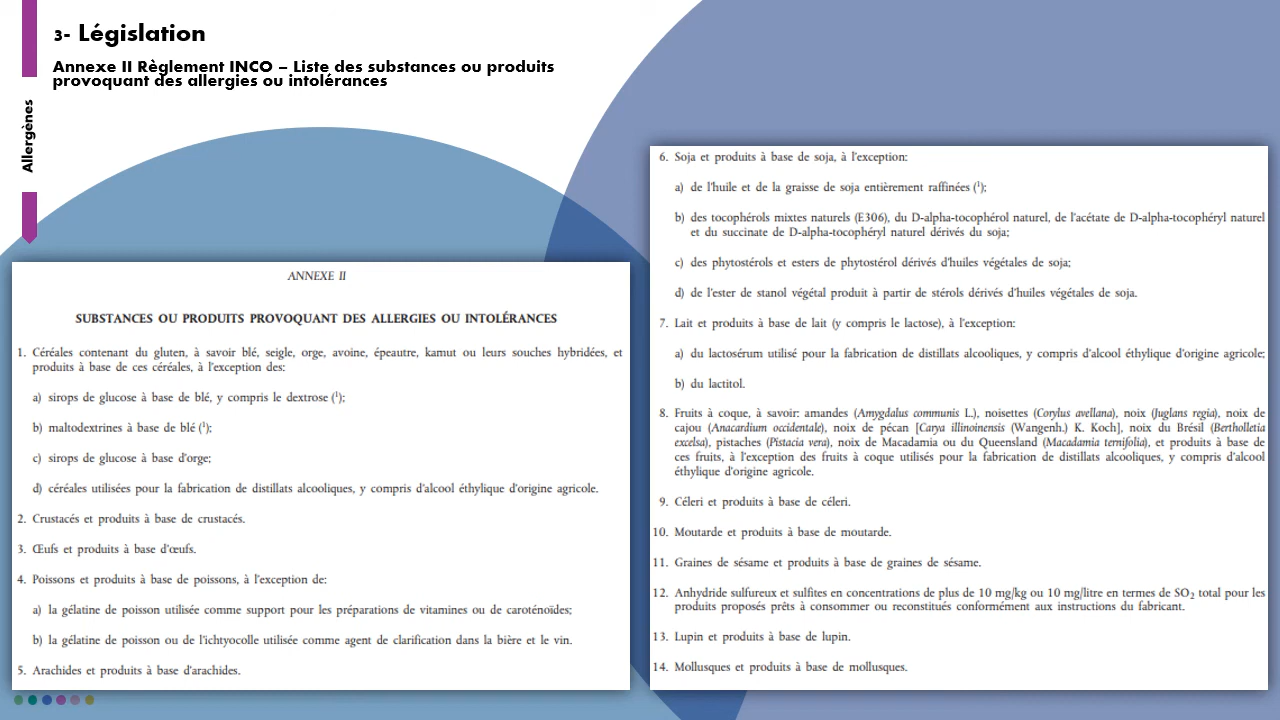 3- Législation
Annexe II Règlement INCO – Liste des substances ou produits
provoquant des allergies ou intolérances
Allergènes
ANNEXE II
SUBSTANCES OU PRODUITS PROVOQUANT DES ALLERGIES OU INTOLÉRANCES
1. Céréales contenant du gluten, à savoir blé, seigle, orge, avoine, épeautre, kamut ou leurs souches hybridées, et
produits à base de ces céréales, à l'exception des:
a) sirops de glucose à base de blé, y compris le dextrose (¹);
b) maltodextrines à base de blé (¹);
c) sirops de glucose à base d'orge;
d) céréales utilisées pour la fabrication de distillats alcooliques, y compris d'alcool éthylique d'origine agricole.
2. Crustacés et produits à base de crustacés.
3. Œufs et produits à base d'œufs.
4. Poissons et produits à base de poissons, à l'exception de:
a) la gélatine de poisson utilisée comme support pour les préparations de vitamines ou de caroténoïdes;
b) la gélatine de poisson ou de l'ichtyocolle utilisée comme agent de clarification dans la bière et le vin.
5. Arachides et produits à base d'arachides.
6. Soja et produits à base de soja, à l'exception:
a) de l'huile et de la graisse de soja entièrement raffinées (¹);
b) des tocophérols mixtes naturels (E306), du D-alpha-tocophérol naturel, de l'acétate de D-alpha-tocophéryl naturel
et du succinate de D-alpha-tocophéryl naturel dérivés du soja;
c) des phytostérols et esters de phytostérol dérivés d'huiles végétales de soja;
d) de l'ester de stanol végétal produit à partir de stérols dérivés d'huiles végétales de soja.
7. Lait et produits à base de lait (y compris le lactose), à l'exception:
a) du lactosérum utilisé pour la fabrication de distillats alcooliques, y compris d'alcool éthylique d'origine agricole;
b) du lactitol.
8. Fruits à coque, à savoir: amandes (Amygdalus communis L.), noisettes (Corylus avellana), noix (Juglans regia), noix de
cajou (Anacardium occidentale), noix de pécan [Carya illinoinensis (Wangenh.) K. Koch], noix du Brésil (Bertholletia
excelsa), pistaches (Pistacia vera), noix de Macadamia ou du Queensland (Macadamia ternifolia), et produits à base de
ces fruits, à l'exception des fruits à coque utilisés pour la fabrication de distillats alcooliques, y compris d'alcool
éthylique d'origine agricole.
9. Céleri et produits à base de céleri.
10. Moutarde et produits à base de moutarde.
11. Graines de sésame et produits à base de graines de sésame.
12. Anhydride sulfureux et sulfites en concentrations de plus de 10 mg/kg ou 10 mg/litre en termes de SO₂ total pour les
produits proposés prêts à consommer ou reconstitués conformément aux instructions du fabricant.
13. Lupin et produits à base de lupin.
14. Mollusques et produits à base de mollusques.